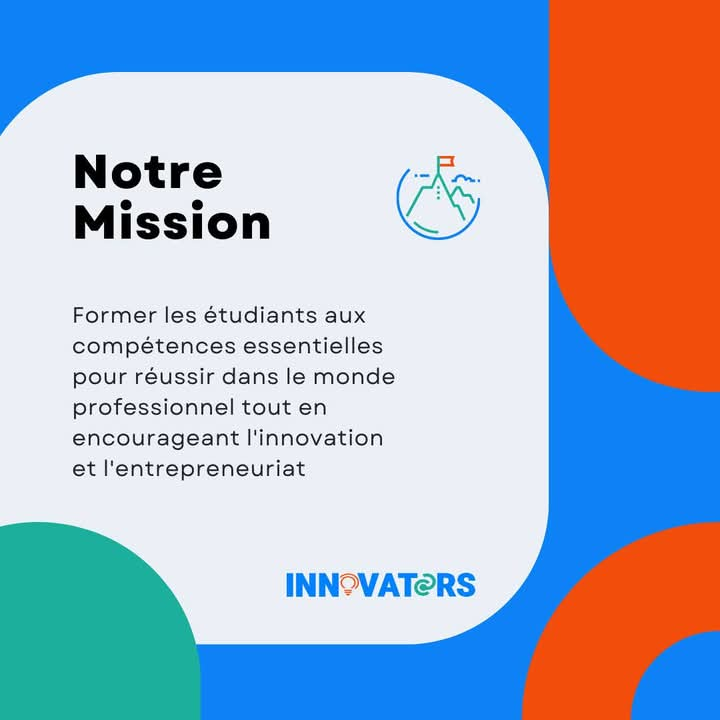 Notre
Mission
Former les étudiants aux
compétences essentielles
pour réussir dans le monde
professionnel tout en
encourageant l'innovation
et l'entrepreneuriat
INNOVATORS